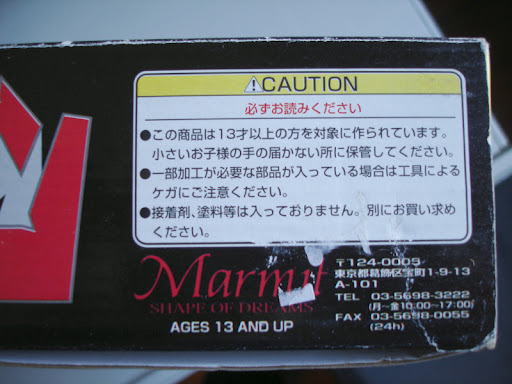 ⚠CAUTION
必ずお読みください
●この商品は13才以上の方を対象に作られています。
小さいお子様の手の届かない所に保管してください。
●一部加工が必要な部品が入っている場合は工具による
ケガにご注意ください。
●接着剤、塗料等は入っておりません。別にお買い求め
ください。
Marmit
SHAPE OF DREAMS
AGES 13 AND UP
〒124-0005
東京都葛飾区宝町1-9-13
A-101
TEL 03-5698-3222
(月〜金10:00〜17:00)
FAX 03-5698-0055
(24h)